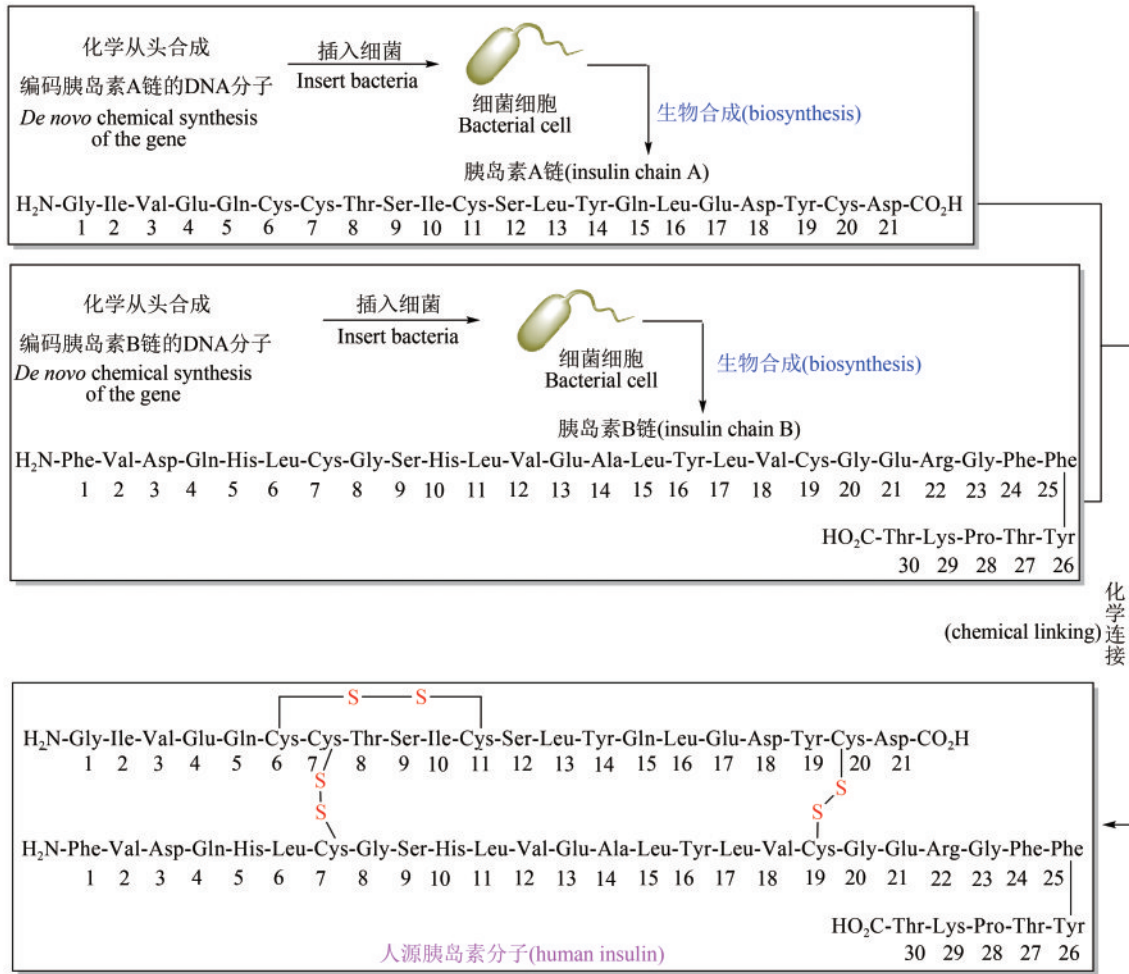 化学从头合成
编码胰岛素A链的DNA分子
De novo chemical synthesis
of the gene
插入细菌
Insert bacteria
细菌细胞
Bacterial cell
生物合成(biosynthesis)
胰岛素A链(insulin chain A)
H₂N-Gly-Ile-Val-Glu-Gln-Cys-Cys-Thr-Ser-Ile-Cys-Ser-Leu-Tyr-Gln-Leu-Glu-Asp-Tyr-Cys-Asp-CO₂H
1 2 3 4 5 6 7 8 9 10 11 12 13 14 15 16 17 18 19 20 21
化学从头合成
编码胰岛素B链的DNA分子
De novo chemical synthesis
of the gene
插入细菌
Insert bacteria
细菌细胞
Bacterial cell
生物合成(biosynthesis)
胰岛素B链(insulin chain B)
H₂N-Phe-Val-Asp-Gln-His-Leu-Cys-Gly-Ser-His-Leu-Val-Glu-Ala-Leu-Tyr-Leu-Val-Cys-Gly-Glu-Arg-Gly-Phe-Phe
1 2 3 4 5 6 7 8 9 10 11 12 13 14 15 16 17 18 19 20 21 22 23 24 25
HO₂C-Thr-Lys-Pro-Thr-Tyr
30 29 28 27 26
化学连接
(chemical linking)
S S
H₂N-Gly-Ile-Val-Glu-Gln-Cys-Cys-Thr-Ser-Ile-Cys-Ser-Leu-Tyr-Gln-Leu-Glu-Asp-Tyr-Cys-Asp-CO₂H
1 2 3 4 5 6 7 8 9 10 11 12 13 14 15 16 17 18 19 20 21
S S
S S
H₂N-Phe-Val-Asp-Gln-His-Leu-Cys-Gly-Ser-His-Leu-Val-Glu-Ala-Leu-Tyr-Leu-Val-Cys-Gly-Glu-Arg-Gly-Phe-Phe
1 2 3 4 5 6 7 8 9 10 11 12 13 14 15 16 17 18 19 20 21 22 23 24 25
HO₂C-Thr-Lys-Pro-Thr-Tyr
30 29 28 27 26
人源胰岛素分子(human insulin)